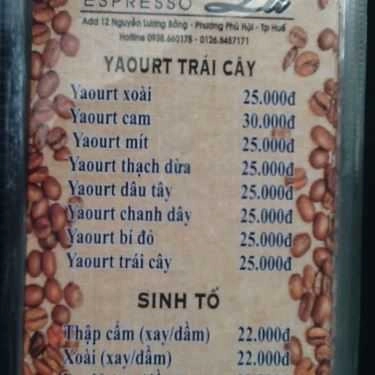 ESPRESSO
Add 12 Nguyễn Lương Bằng - Phường Phú Hội - Tp Huế
Hotline 0935.660175 - 0126.8457171
YAOURT TRÁI CÂY
Yaourt xoài 25.000đ
Yaourt cam 30.000đ
Yaourt mít 25.000đ
Yaourt thạch dừa 25.000đ
Yaourt dâu tây 25.000đ
Yaourt chanh dây 25.000đ
Yaourt bí đỏ 25.000đ
Yaourt trái cây 25.000đ
SINH TỐ
Thập cẩm (xay/dầm) 22.000đ
Xoài (xay/dầm) 22.000đ